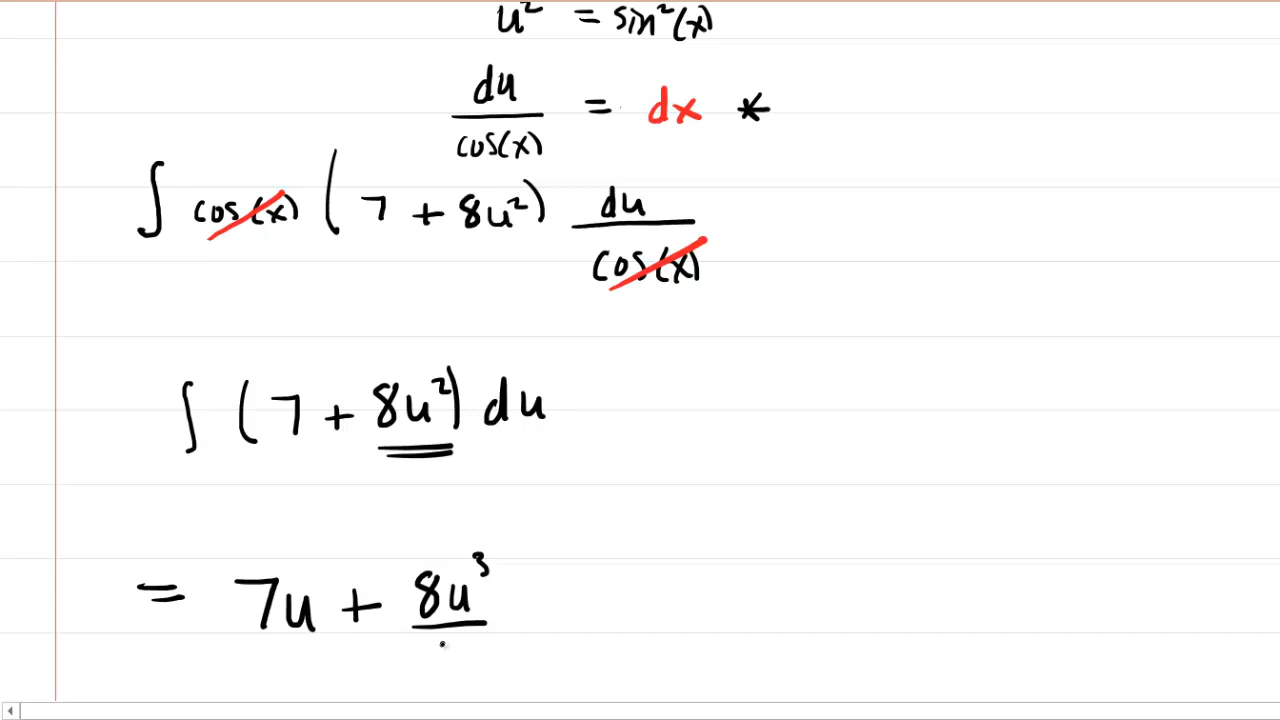 u² = sin²(x)
du/cos(x) = dx *
∫ cos(x) (7 + 8u²) du/cos(x)
∫ (7 + 8u²) du
= 7u + 8u³/